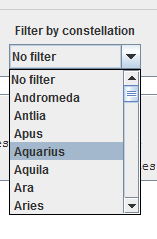 Filter by constellation
No filter
No filter
Andromeda
Antlia
Apus
Aquarius
Aquila
Ara
Aries